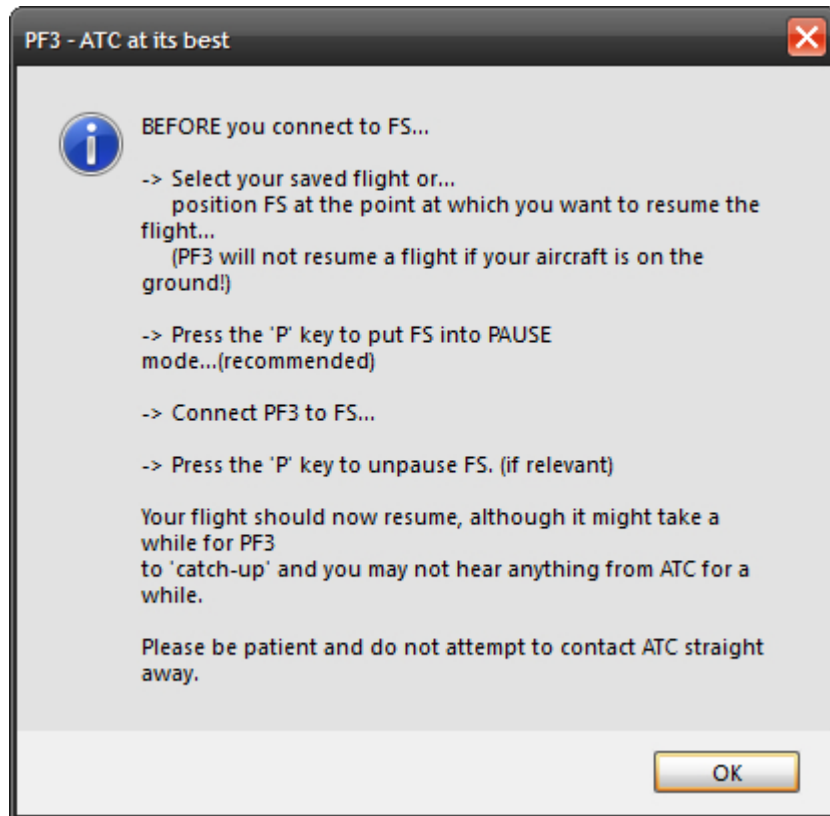 PF3 - ATC at its best
BEFORE you connect to FS...
-> Select your saved flight or...
position FS at the point at which you want to resume the
flight...
(PF3 will not resume a flight if your aircraft is on the
ground!)
-> Press the 'P' key to put FS into PAUSE
mode...(recommended)
-> Connect PF3 to FS...
-> Press the 'P' key to unpause FS. (if relevant)
Your flight should now resume, although it might take a
while for PF3
to 'catch-up' and you may not hear anything from ATC for a
while.
Please be patient and do not attempt to contact ATC straight
away.
OK